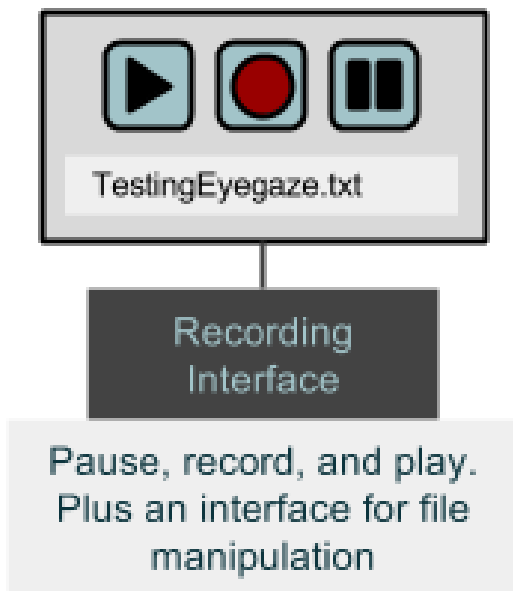 TestingEyegaze.txt
Recording
Interface
Pause, record, and play.
Plus an interface for file
manipulation